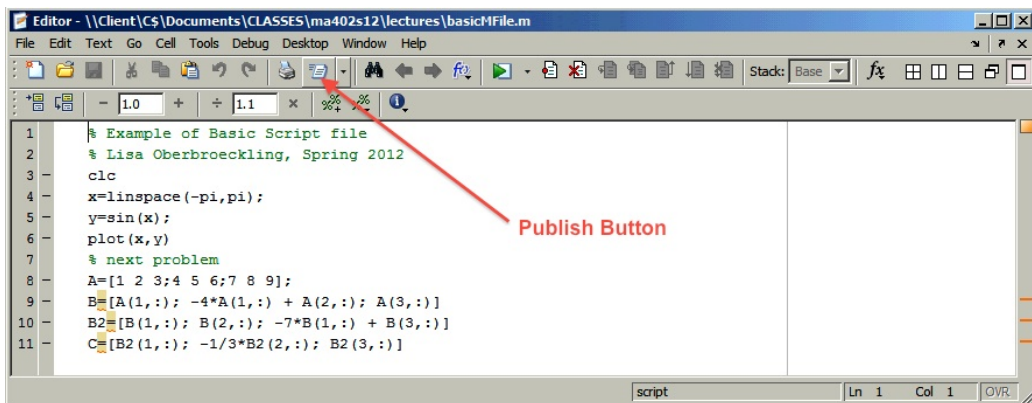 Editor - \\Client\C$\Documents\CLASSES\ma402s12\lectures\basicMFile.m
File Edit Text Go Cell Tools Debug Desktop Window Help
Stack: Base fx
- 1.0 + ÷ 1.1 ×
1 % Example of Basic Script file
2 % Lisa Oberbroeckling, Spring 2012
3 - clc
4 - x=linspace(-pi,pi);
5 - y=sin(x);
6 - plot(x,y)
7 % next problem
8 - A=[1 2 3;4 5 6;7 8 9];
9 - B=[A(1,:); -4*A(1,:) + A(2,:); A(3,:)]
10 - B2=[B(1,:); B(2,:); -7*B(1,:) + B(3,:)]
11 - C=[B2(1,:); -1/3*B2(2,:); B2(3,:)]
Publish Button
script Ln 1 Col 1 OVR